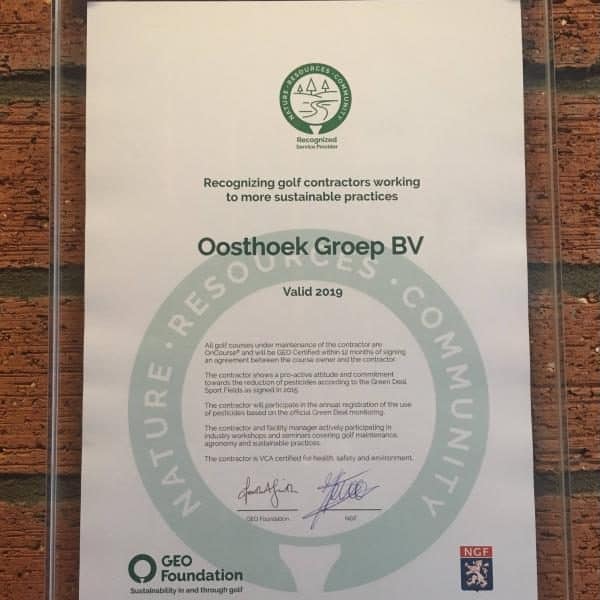 NATURE · RESOURCES · COMMUNITY
Recognized
Service Provider
Recognizing golf contractors working
to more sustainable practices
Oosthoek Groep BV
Valid 2019
NATURE · RESOURCES · COMMUNITY
All golf courses under maintenance of the contractor are
OnCourse® and will be GEO Certified within 12 months of signing
an agreement between the course owner and the contractor.
The contractor shows a pro-active attitude and commitment
towards the reduction of pesticides according to the Green Deal
Sport Fields as signed in 2015.
The contractor will participate in the annual registration of the use
of pesticides based on the official Green Deal monitoring.
The contractor and facility manager actively participating in
industry workshops and seminars covering golf maintenance,
agronomy and sustainable practices.
The contractor is VCA certified for health, safety and environment.
GEO Foundation
NGF
GEO
Foundation
Sustainability in and through golf
NGF